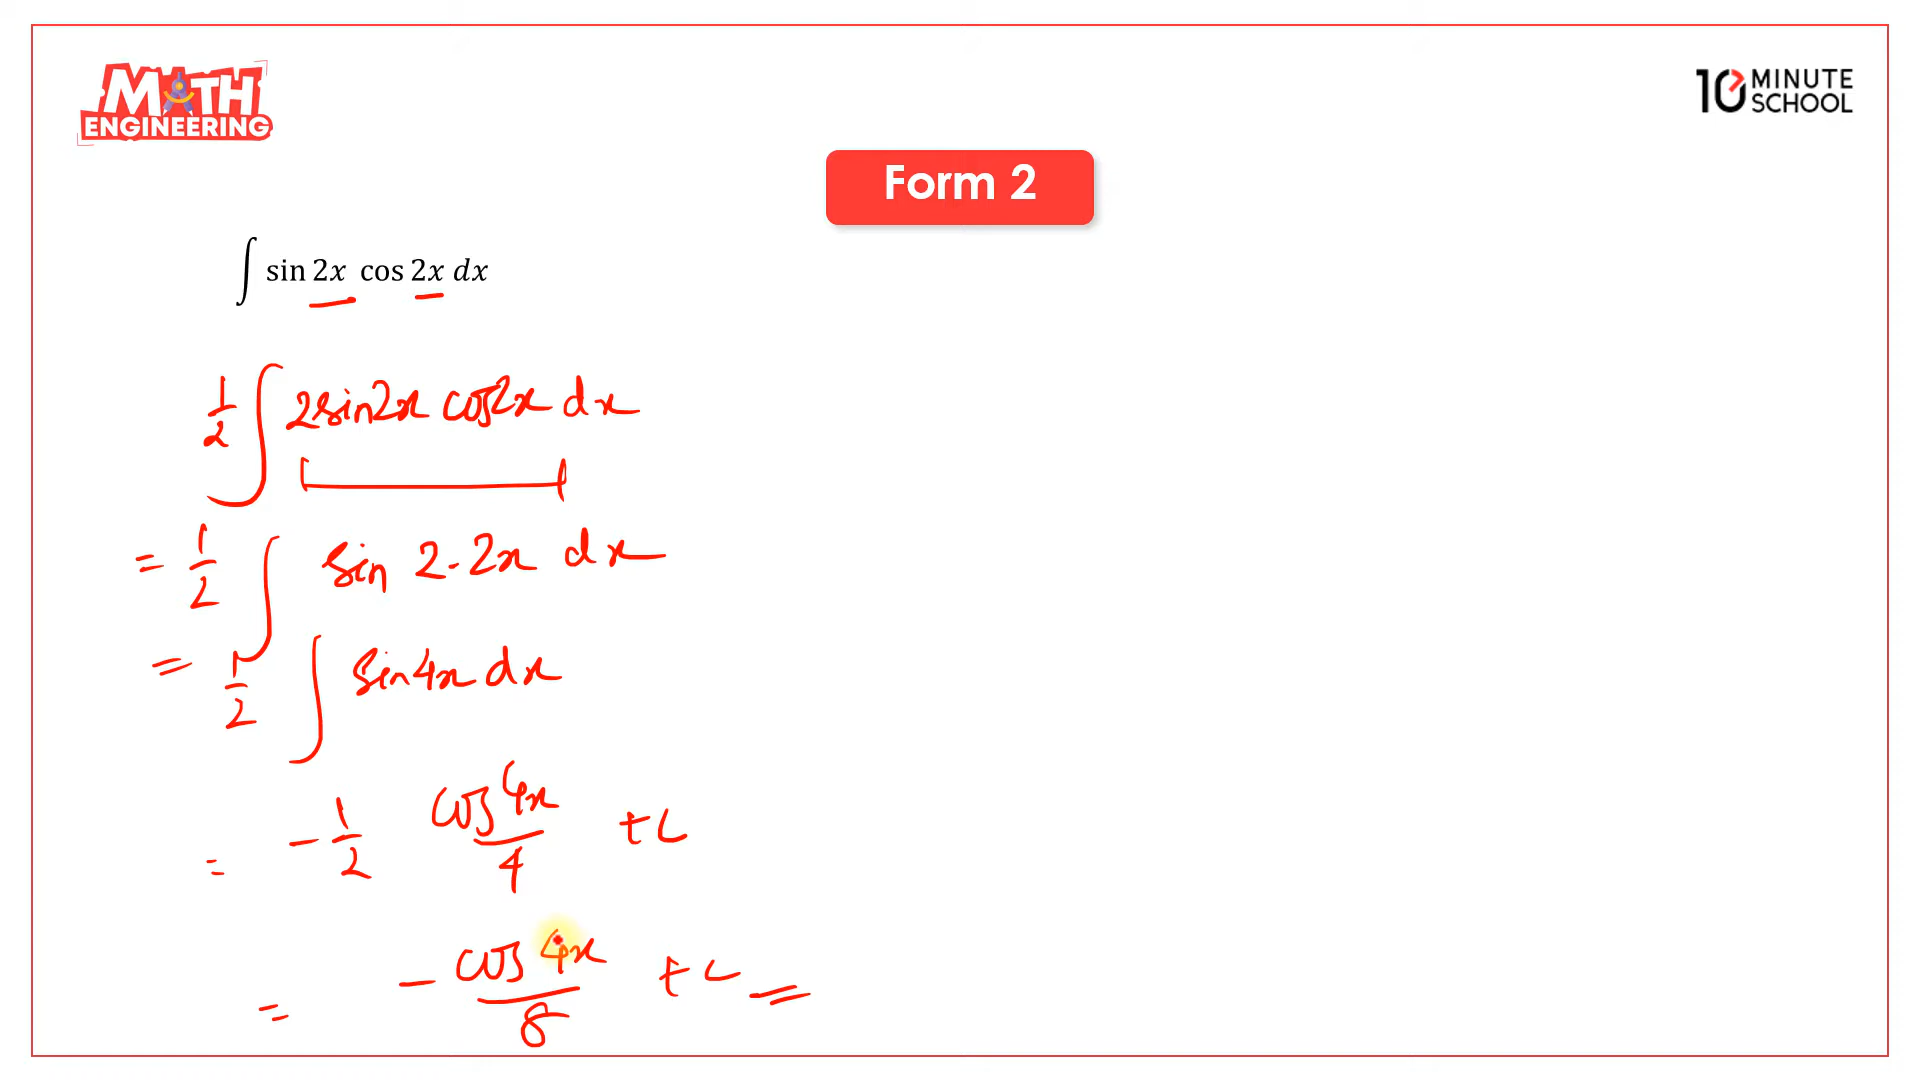 MATH
ENGINEERING
10 MINUTE
SCHOOL
Form 2
∫ sin 2x cos 2x dx
1/2 ∫ 2sin2x cos2x dx
= 1/2 ∫ sin 2.2x dx
= 1/2 ∫ sin4x dx
= -1/2 cos4x/4 + c
= - cos4x/8 + c